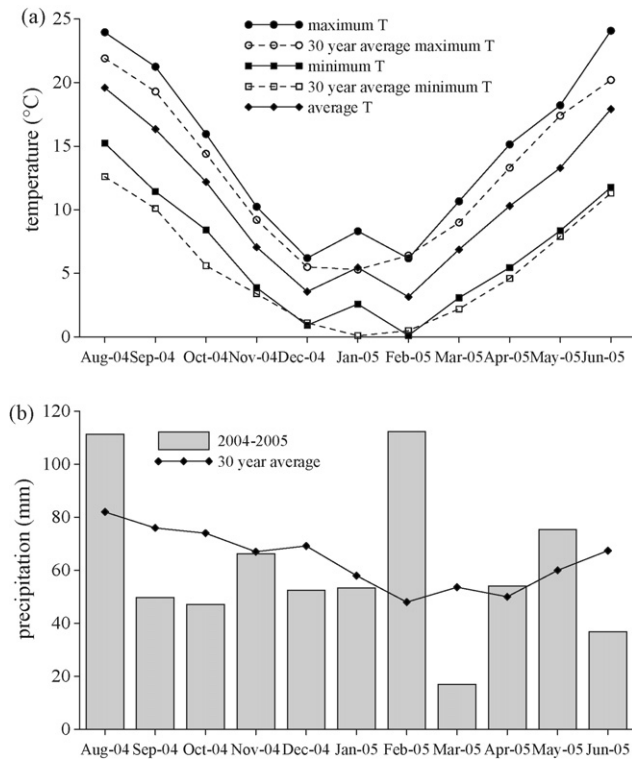 (a)
25
20
15
10
5
0
temperature (°C)
maximum T
30 year average maximum T
minimum T
30 year average minimum T
average T
Aug-04 Sep-04 Oct-04 Nov-04 Dec-04 Jan-05 Feb-05 Mar-05 Apr-05 May-05 Jun-05
(b)
120
100
80
60
40
20
0
precipitation (mm)
2004-2005
30 year average
Aug-04 Sep-04 Oct-04 Nov-04 Dec-04 Jan-05 Feb-05 Mar-05 Apr-05 May-05 Jun-05